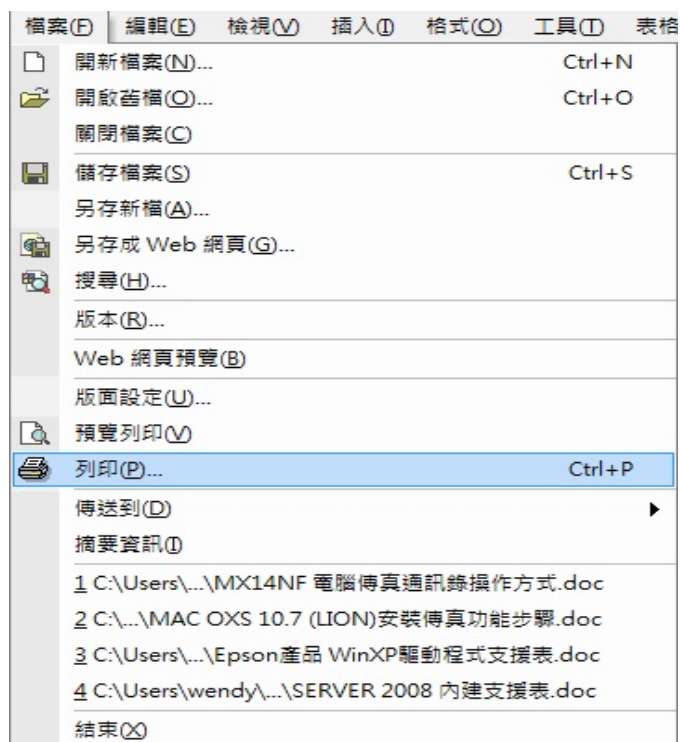 檔案(F) 編輯(E) 檢視(V) 插入(I) 格式(O) 工具(T) 表格
開新檔案(N)... Ctrl+N
開啟舊檔(O)... Ctrl+O
關閉檔案(C)
儲存檔案(S) Ctrl+S
另存新檔(A)...
另存成 Web 網頁(G)...
搜尋(H)...
版本(R)...
Web 網頁預覽(B)
版面設定(U)...
預覽列印(V)
列印(P)... Ctrl+P
傳送到(D)
摘要資訊(I)
1 C:\Users\...\MX14NF 電腦傳真通訊錄操作方式.doc
2 C:\...\MAC OXS 10.7 (LION)安裝傳真功能步驟.doc
3 C:\Users\...\Epson產品 WinXP驅動程式支援表.doc
4 C:\Users\wendy\...\SERVER 2008 內建支援表.doc
結束(X)